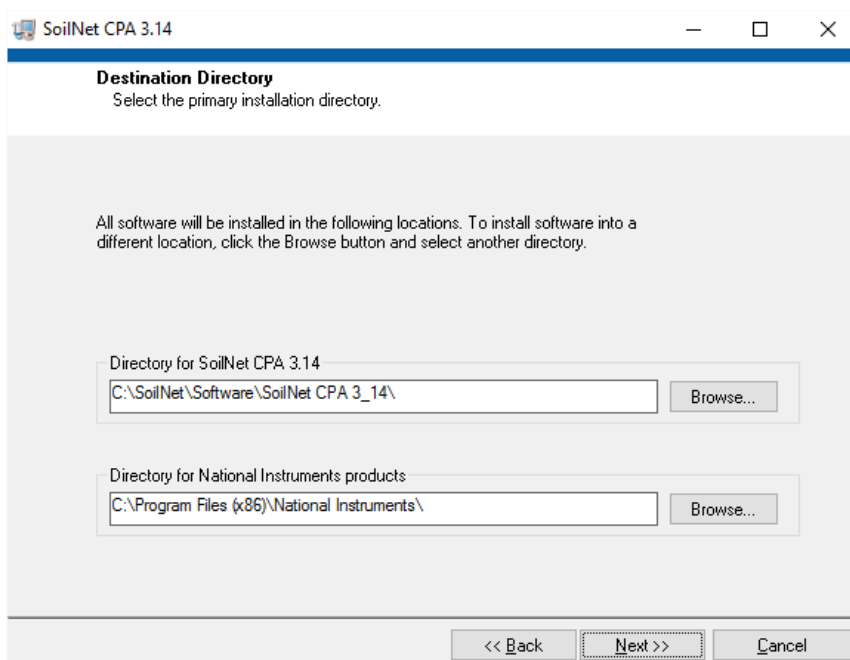 SoilNet CPA 3.14
Destination Directory
Select the primary installation directory.
All software will be installed in the following locations. To install software into a
different location, click the Browse button and select another directory.
Directory for SoilNet CPA 3.14
C:\SoilNet\Software\SoilNet CPA 3_14\
Browse...
Directory for National Instruments products
C:\Program Files (x86)\National Instruments\
Browse...
<< Back
Next >>
Cancel